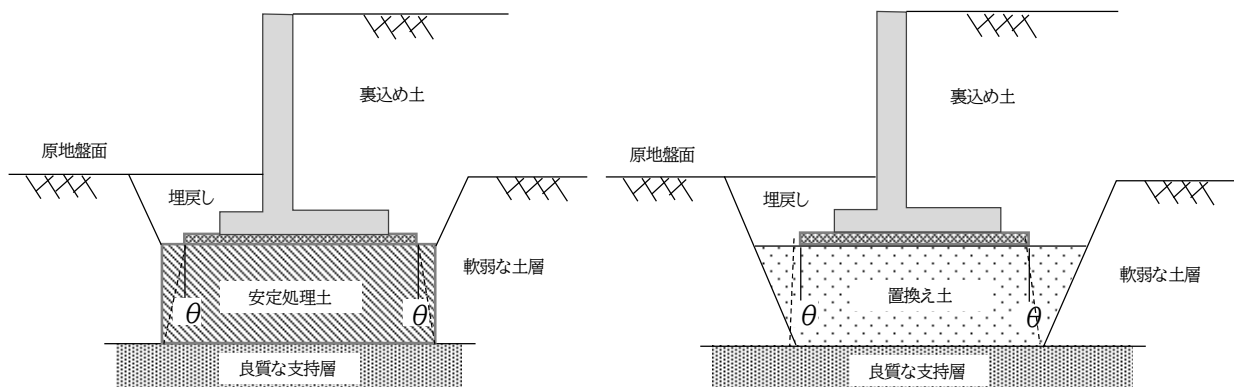 裏込め土
原地盤面
埋戻し
軟弱な土層
安定処理土
θ
θ
良質な支持層
裏込め土
原地盤面
埋戻し
軟弱な土層
置換え土
θ
θ
良質な支持層